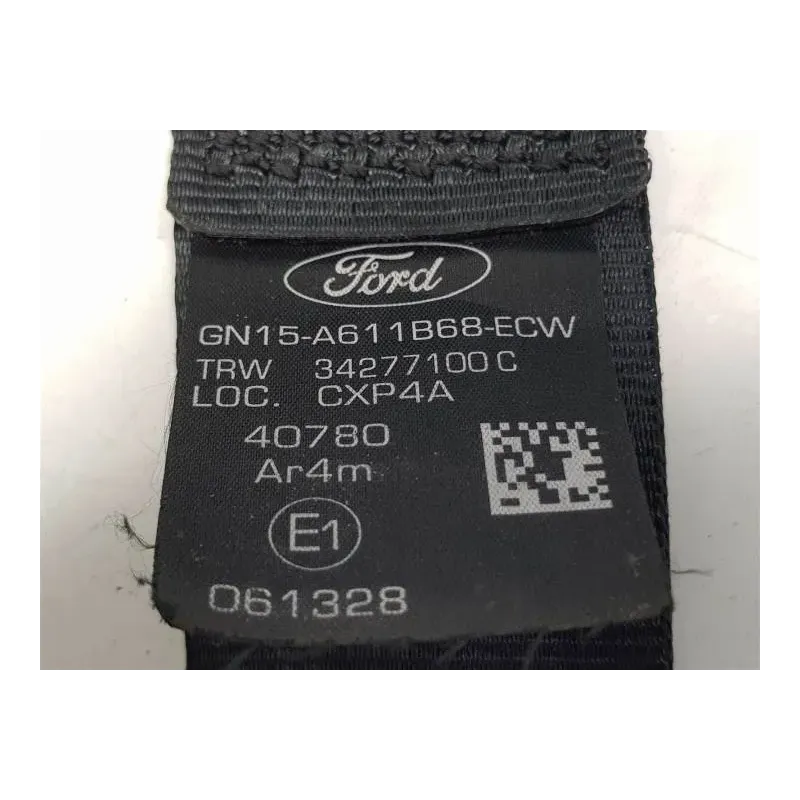 Ford
GN15-A611B68-ECW
TRW 34277100 C
LOC. CXP4A
40780
Ar4m
E1
061328